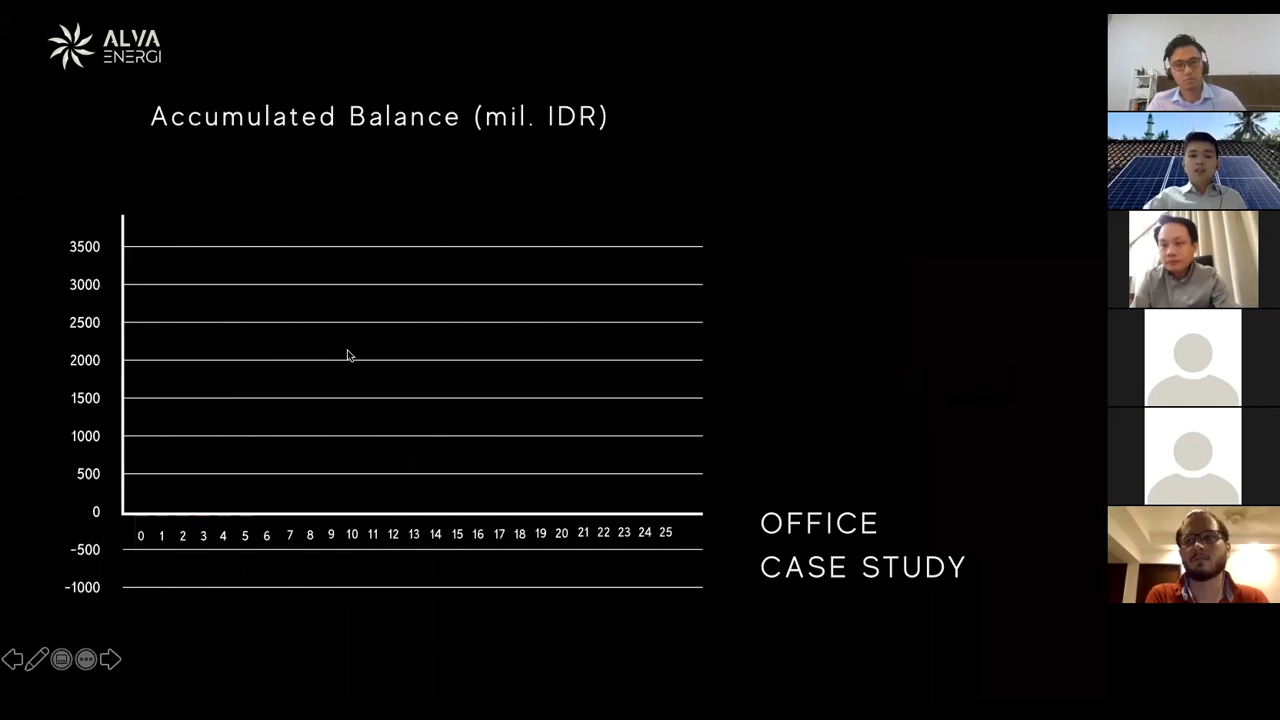 ALVA
ENERGI
Accumulated Balance (mil. IDR)
3500
3000
2500
2000
1500
1000
500
0
0 1 2 3 4 5 6 7 8 9 10 11 12 13 14 15 16 17 18 19 20 21 22 23 24 25
-500
-1000
OFFICE
CASE STUDY